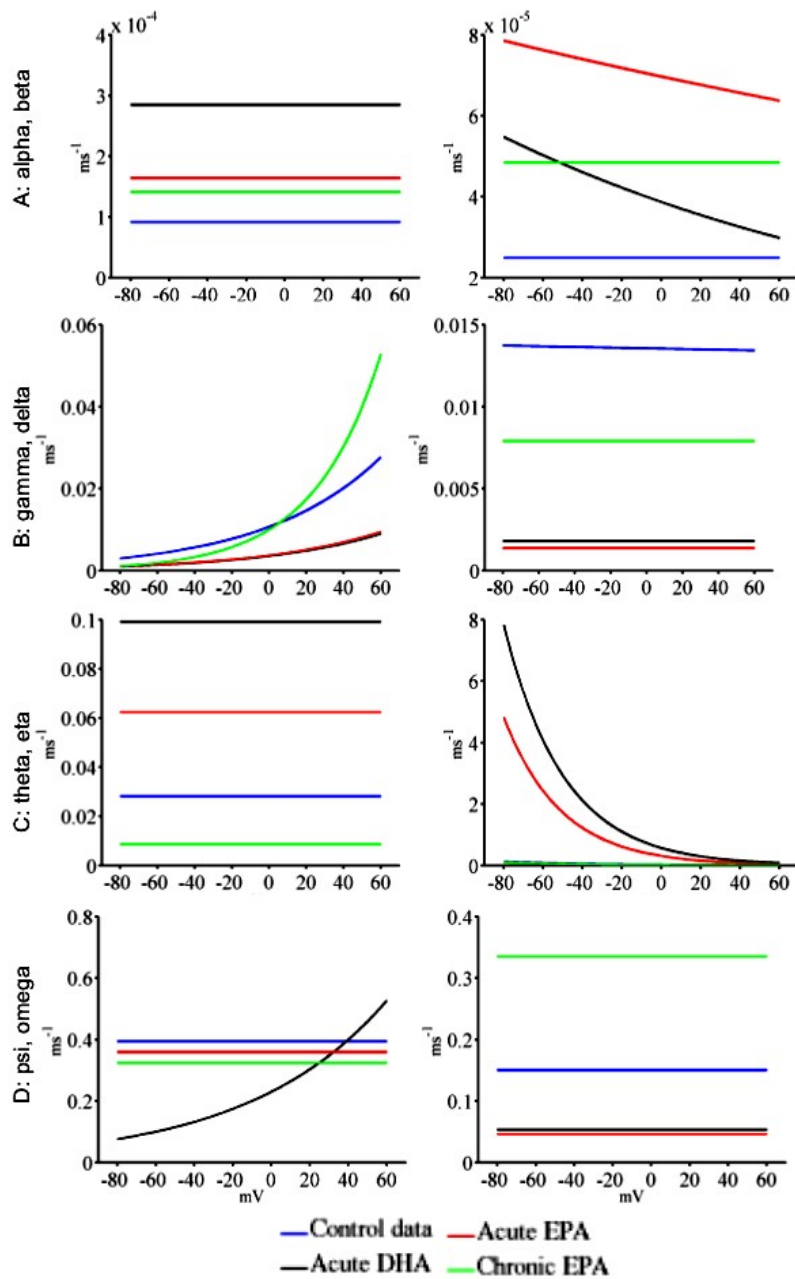 x 10⁻⁴
4
3
2
1
0
ms⁻¹
A: alpha, beta
-80 -60 -40 -20 0 20 40 60
x 10⁻⁵
8
6
4
2
ms⁻¹
-80 -60 -40 -20 0 20 40 60
0.06
0.04
0.02
0
ms⁻¹
B: gamma, delta
-80 -60 -40 -20 0 20 40 60
0.015
0.01
0.005
0
ms⁻¹
-80 -60 -40 -20 0 20 40 60
0.1
0.08
0.06
0.04
0.02
0
ms⁻¹
C: theta, eta
-80 -60 -40 -20 0 20 40 60
8
6
4
2
0
ms⁻¹
-80 -60 -40 -20 0 20 40 60
0.8
0.6
0.4
0.2
0
ms⁻¹
D: psi, omega
-80 -60 -40 -20 0 20 40 60
mV
0.4
0.3
0.2
0.1
0
ms⁻¹
-80 -60 -40 -20 0 20 40 60
mV
Control data Acute EPA
Acute DHA Chronic EPA